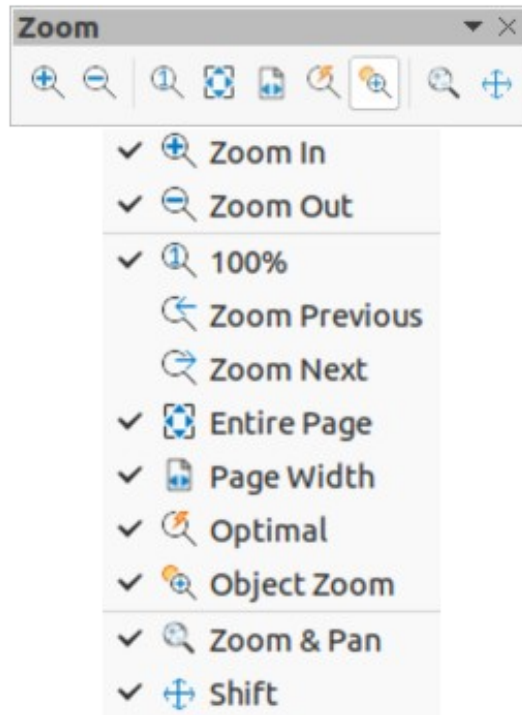 Zoom
Zoom In
Zoom Out
100%
Zoom Previous
Zoom Next
Entire Page
Page Width
Optimal
Object Zoom
Zoom & Pan
Shift